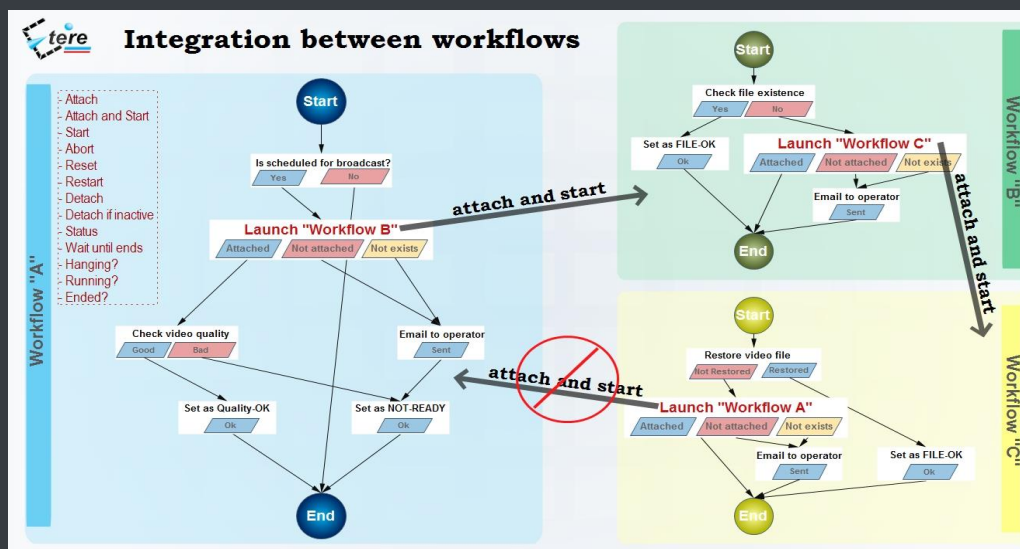 Etere
Integration between workflows
Workflow "A"
- Attach
- Attach and Start
- Start
- Abort
- Reset
- Restart
- Detach
- Detach if inactive
- Status
- Wait until ends
- Hanging?
- Running?
- Ended?
Start
Is scheduled for broadcast?
Yes No
Launch "Workflow B"
Attached Not attached Not exists
Check video quality
Good Bad
Email to operator
Sent
Set as Quality-OK
Ok
Set as NOT-READY
Ok
End
attach and start
Workflow "B"
Start
Check file existence
Yes No
Set as FILE-OK
Ok
Launch "Workflow C"
Attached Not attached Not exists
Email to operator
Sent
End
attach and start
Workflow "C"
Start
Restore video file
Not Restored Restored
Launch "Workflow A"
Attached Not attached Not exists
Email to operator
Sent
Set as FILE-OK
Ok
End
attach and start